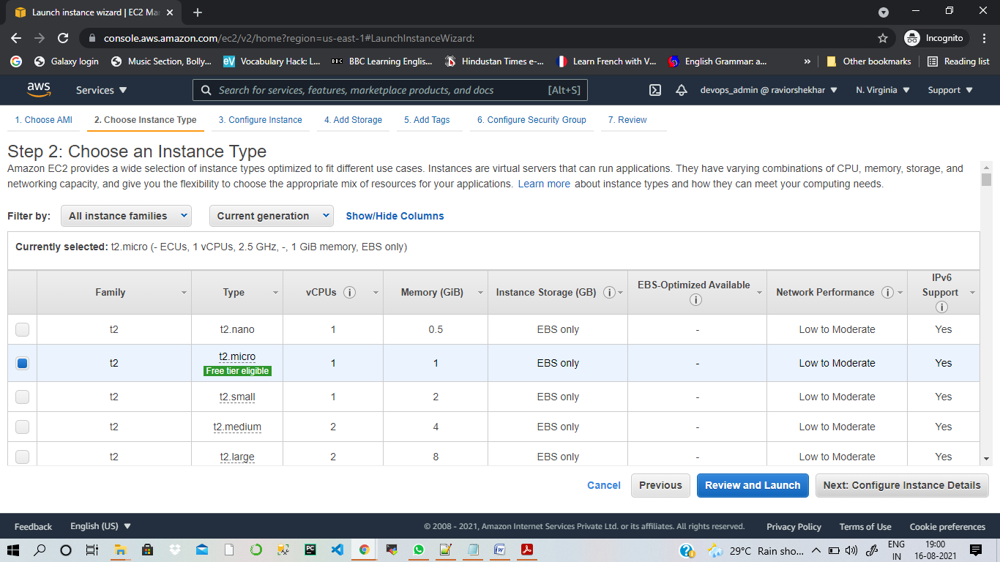 Launch instance wizard | EC2 Ma
console.aws.amazon.com/ec2/v2/home?region=us-east-1#LaunchInstanceWizard:
Incognito
Galaxy login
Music Section, Bolly...
eV
Vocabulary Hack: L...
BBC
BBC Learning Englis...
Hindustan Times e-...
Learn French with V...
English Grammar: a...
»
Other bookmarks
Reading list
aws
Services
Search for services, features, marketplace products, and docs
[Alt+S]
devops_admin @ raviorshekhar
N. Virginia
Support
1. Choose AMI
2. Choose Instance Type
3. Configure Instance
4. Add Storage
5. Add Tags
6. Configure Security Group
7. Review
Step 2: Choose an Instance Type
Amazon EC2 provides a wide selection of instance types optimized to fit different use cases. Instances are virtual servers that can run applications. They have varying combinations of CPU, memory, storage, and
networking capacity, and give you the flexibility to choose the appropriate mix of resources for your applications. Learn more about instance types and how they can meet your computing needs.
Filter by:
All instance families
Current generation
Show/Hide Columns
Currently selected: t2.micro (- ECUs, 1 vCPUs, 2.5 GHz, -, 1 GiB memory, EBS only)
Family
Type
vCPUs
Memory (GiB)
Instance Storage (GB)
EBS-Optimized Available
Network Performance
IPv6
Support
t2 t2.nano 1 0.5 EBS only - Low to Moderate Yes
t2 t2.micro 1 1 EBS only - Low to Moderate Yes
Free tier eligible
t2 t2.small 1 2 EBS only - Low to Moderate Yes
t2 t2.medium 2 4 EBS only - Low to Moderate Yes
t2 t2.large 2 8 EBS only - Low to Moderate Yes
Cancel
Previous
Review and Launch
Next: Configure Instance Details
Feedback
English (US)
© 2008 - 2021, Amazon Internet Services Private Ltd. or its affiliates. All rights reserved.
Privacy Policy
Terms of Use
Cookie preferences
PC
29°C Rain sho...
ENG
IN
19:00
16-08-2021